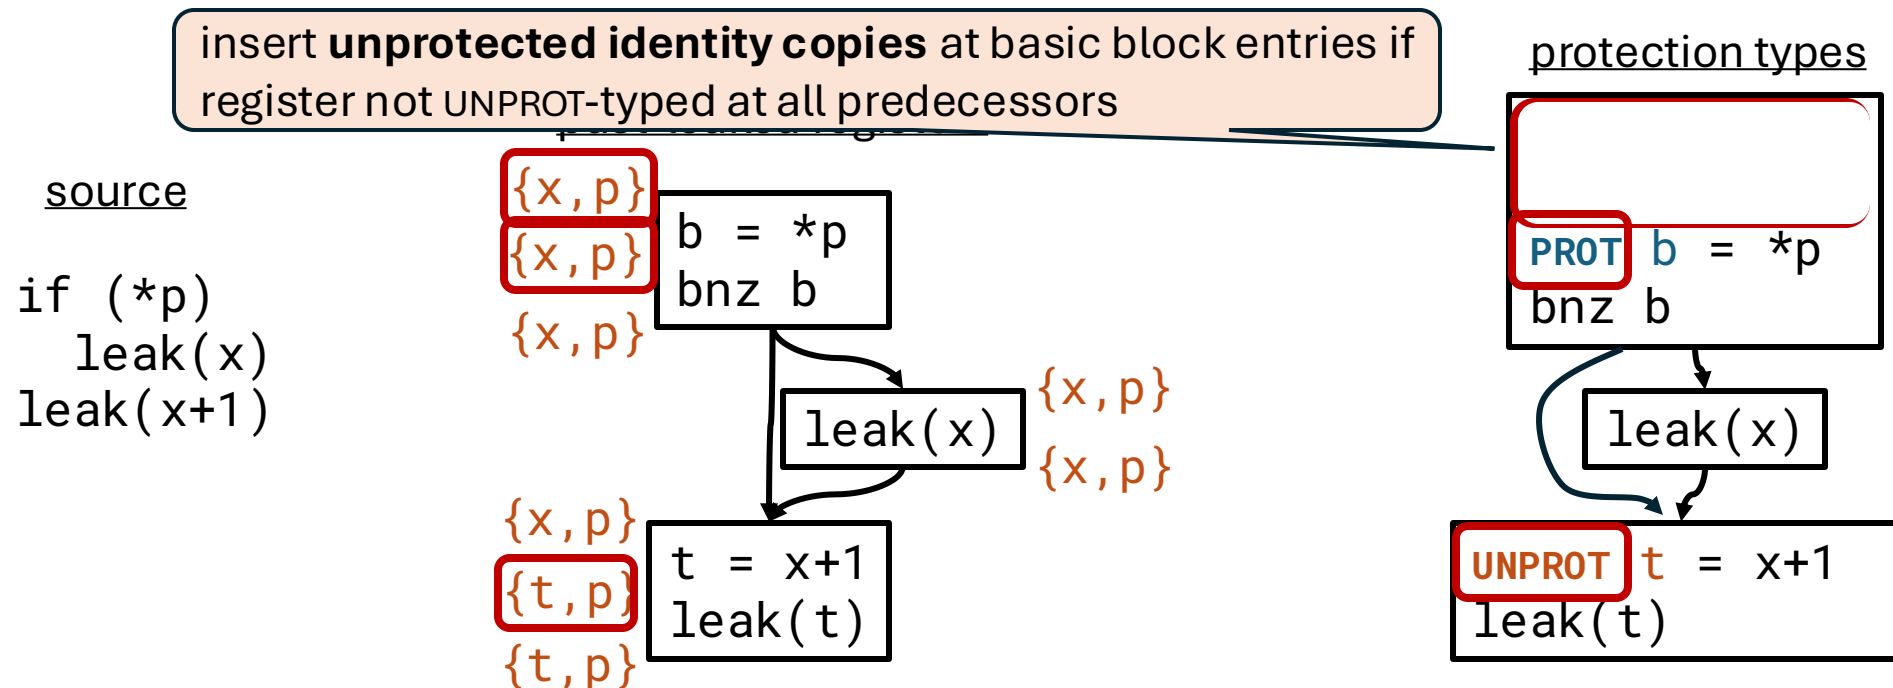 insert unprotected identity copies at basic block entries if
register not UNPROT-typed at all predecessors
protection types
source
if (*p)
leak(x)
leak(x+1)
{x,p}
{x,p}
{x,p}
b = *p
bnz b
leak(x)
{x,p}
{x,p}
{x,p}
{t,p}
{t,p}
t = x+1
leak(t)
PROT b = *p
bnz b
leak(x)
UNPROT t = x+1
leak(t)